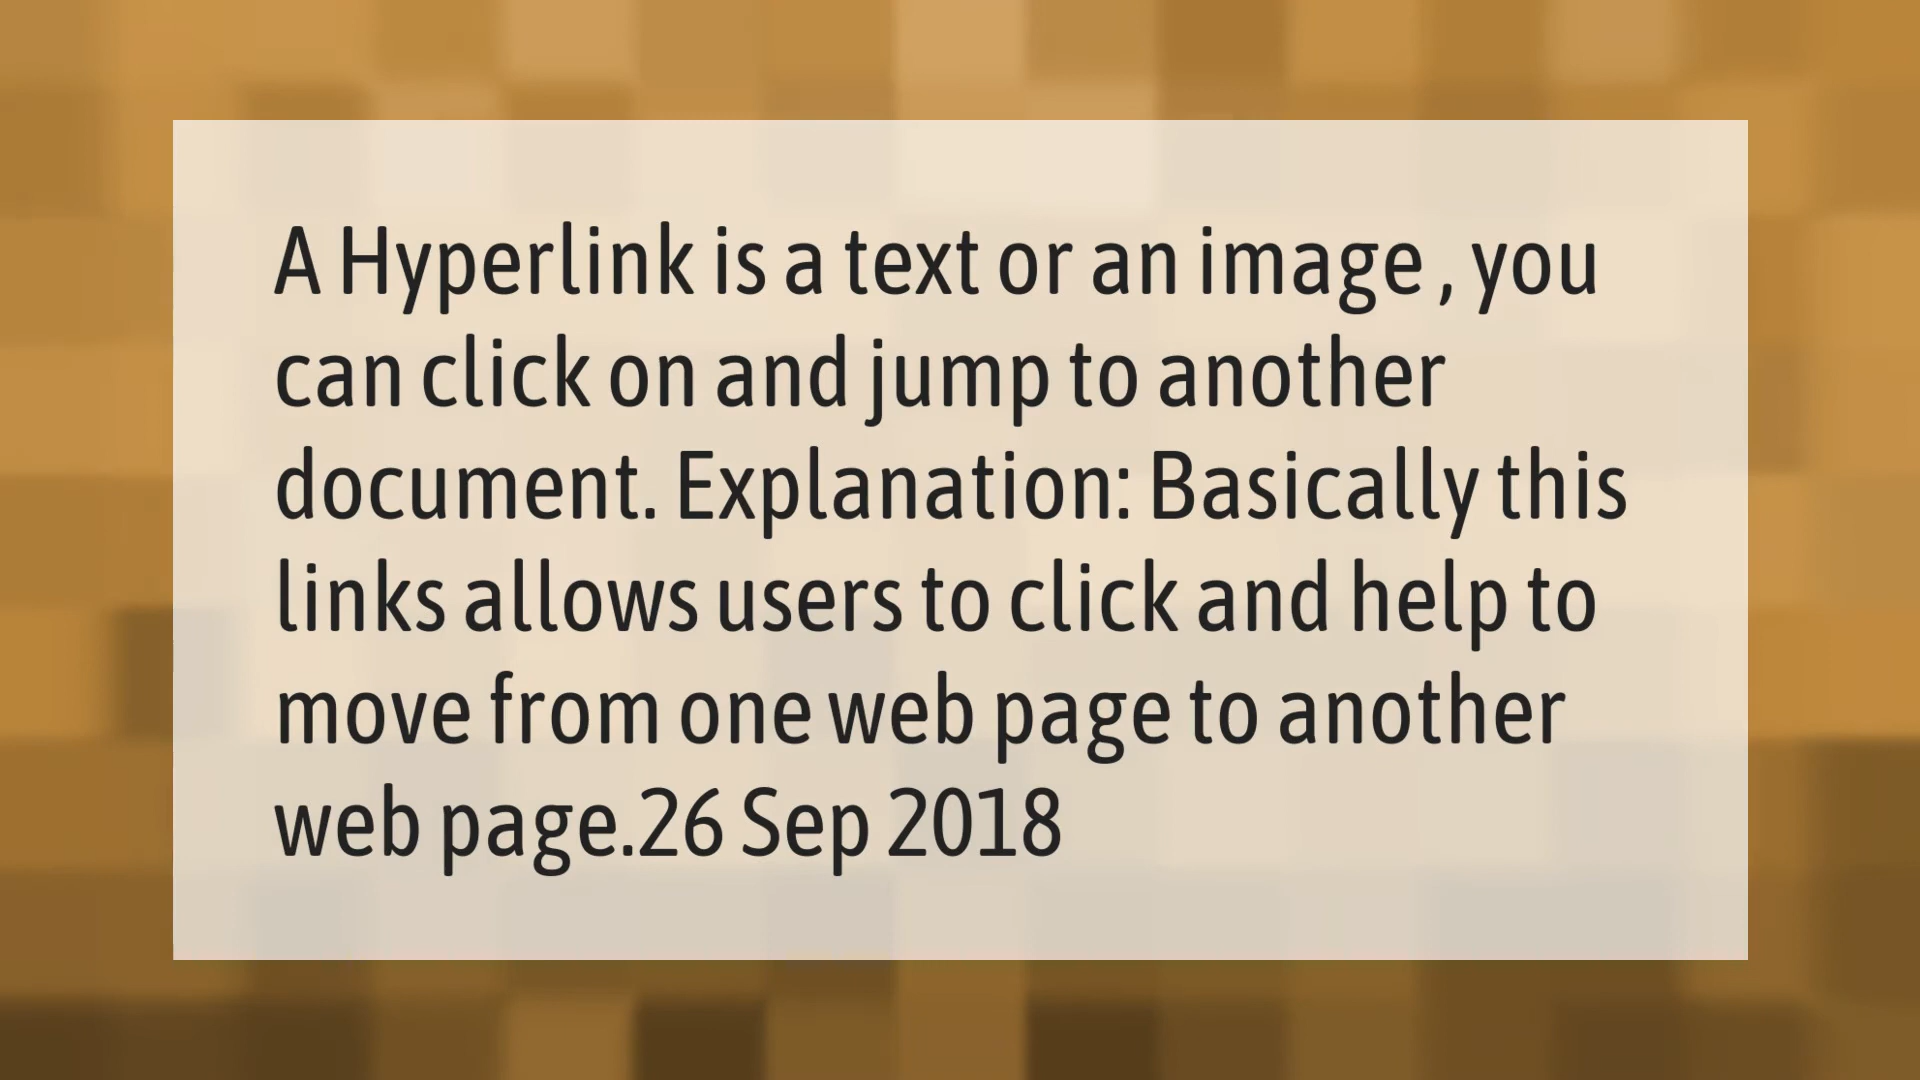 A Hyperlink is a text or an image , you
can click on and jump to another
document. Explanation: Basically this
links allows users to click and help to
move from one web page to another
web page.26 Sep 2018